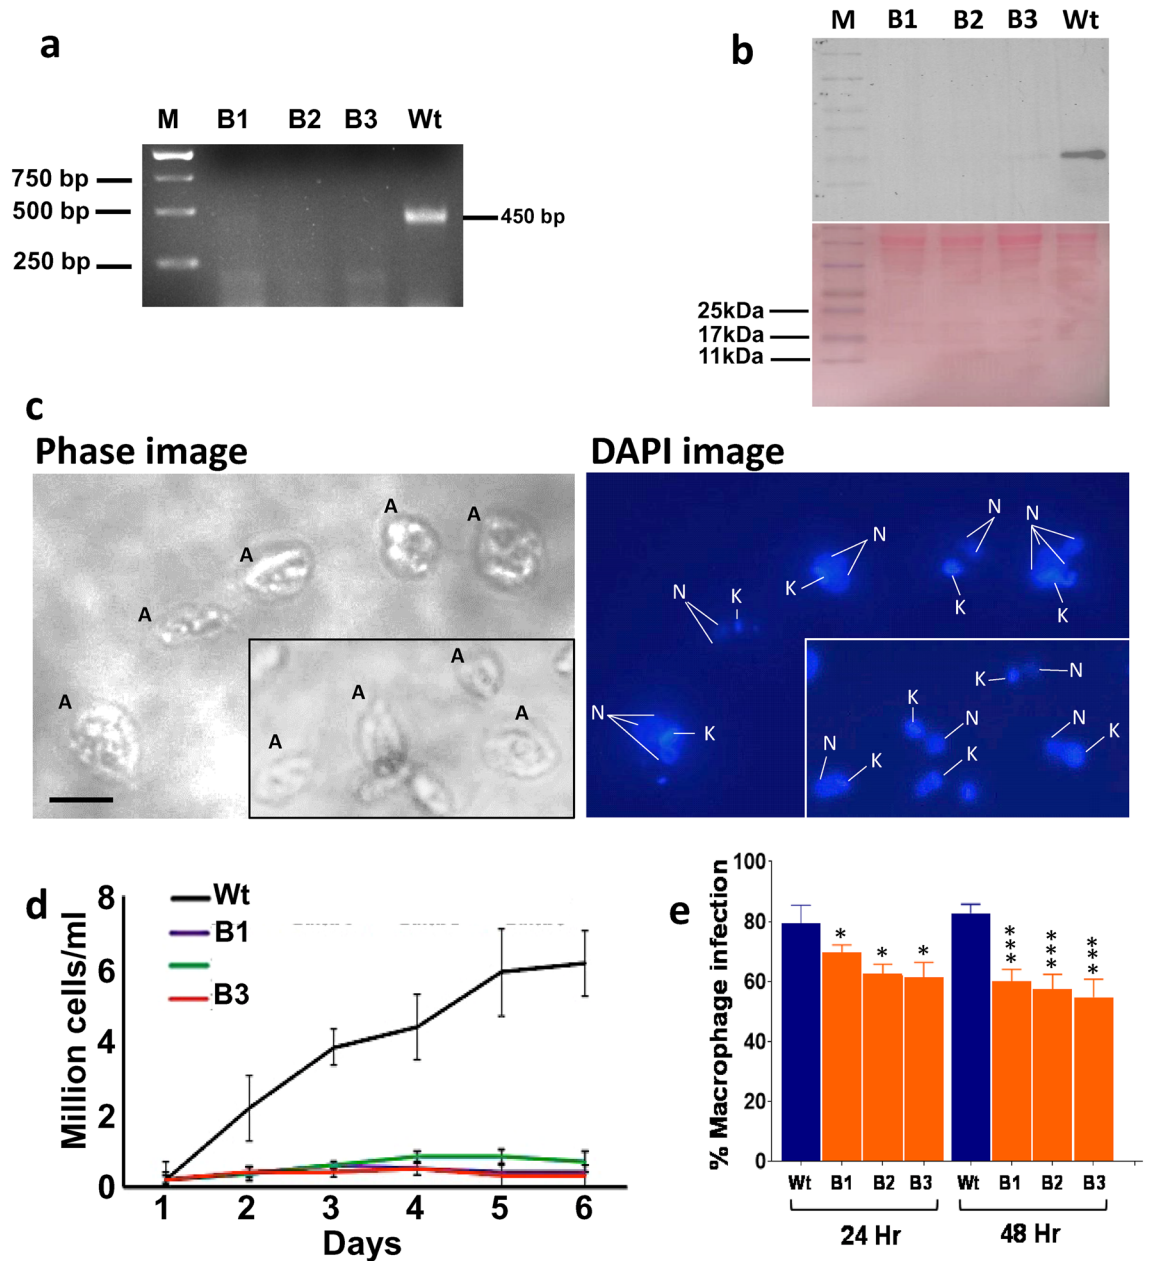 a
M B1 B2 B3 Wt
750 bp
500 bp
450 bp
250 bp
b
M B1 B2 B3 Wt
25kDa
17kDa
11kDa
c
Phase image
A
A
A
A
A
A
A
A
A
DAPI image
N
N
N
K
K
K
N
K
N
K
K
N
K
N
N
K
N
K
K
d
Million cells/ml
8
6
4
2
0
Wt
B1
B3
1 2 3 4 5 6
Days
e
% Macrophage infection
100
80
60
40
20
0
* * * *** *** ***
Wt B1 B2 B3 Wt B1 B2 B3
24 Hr 48 Hr